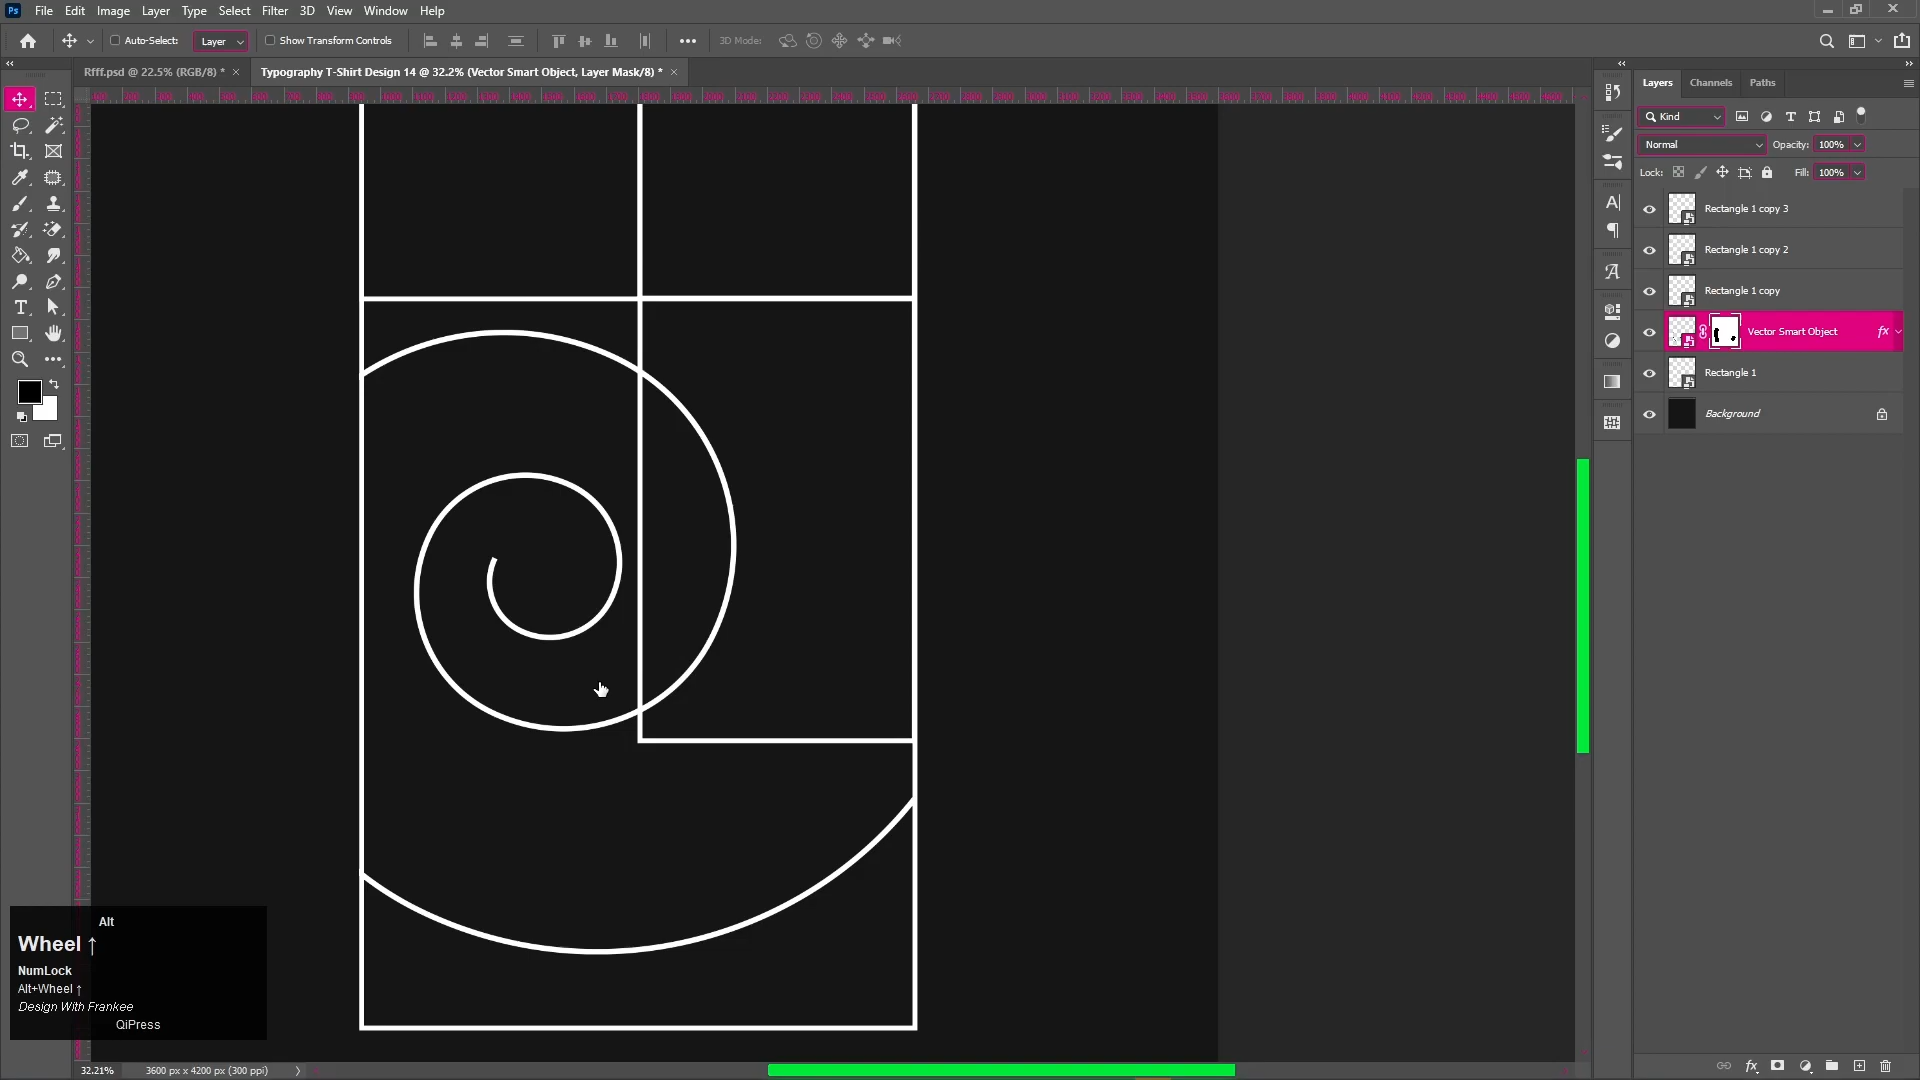 Ps File Edit Image Layer Type Select Filter 3D View Window Help
Auto-Select: Layer Show Transform Controls 3D Mode:
Rfff.psd @ 22.5% (RGB/8) * × Typography T-Shirt Design 14 @ 32.2% (Vector Smart Object, Layer Mask/8) * ×
Layers Channels Paths
Kind
Normal Opacity: 100%
Lock: Fill: 100%
Rectangle 1 copy 3
Rectangle 1 copy 2
Rectangle 1 copy
Vector Smart Object fx
Rectangle 1
Background
Alt
Wheel ↑
NumLock
Alt+Wheel ↑
Design With Frankee
QiPress
32.21% 3600 px x 4200 px (300 ppi)